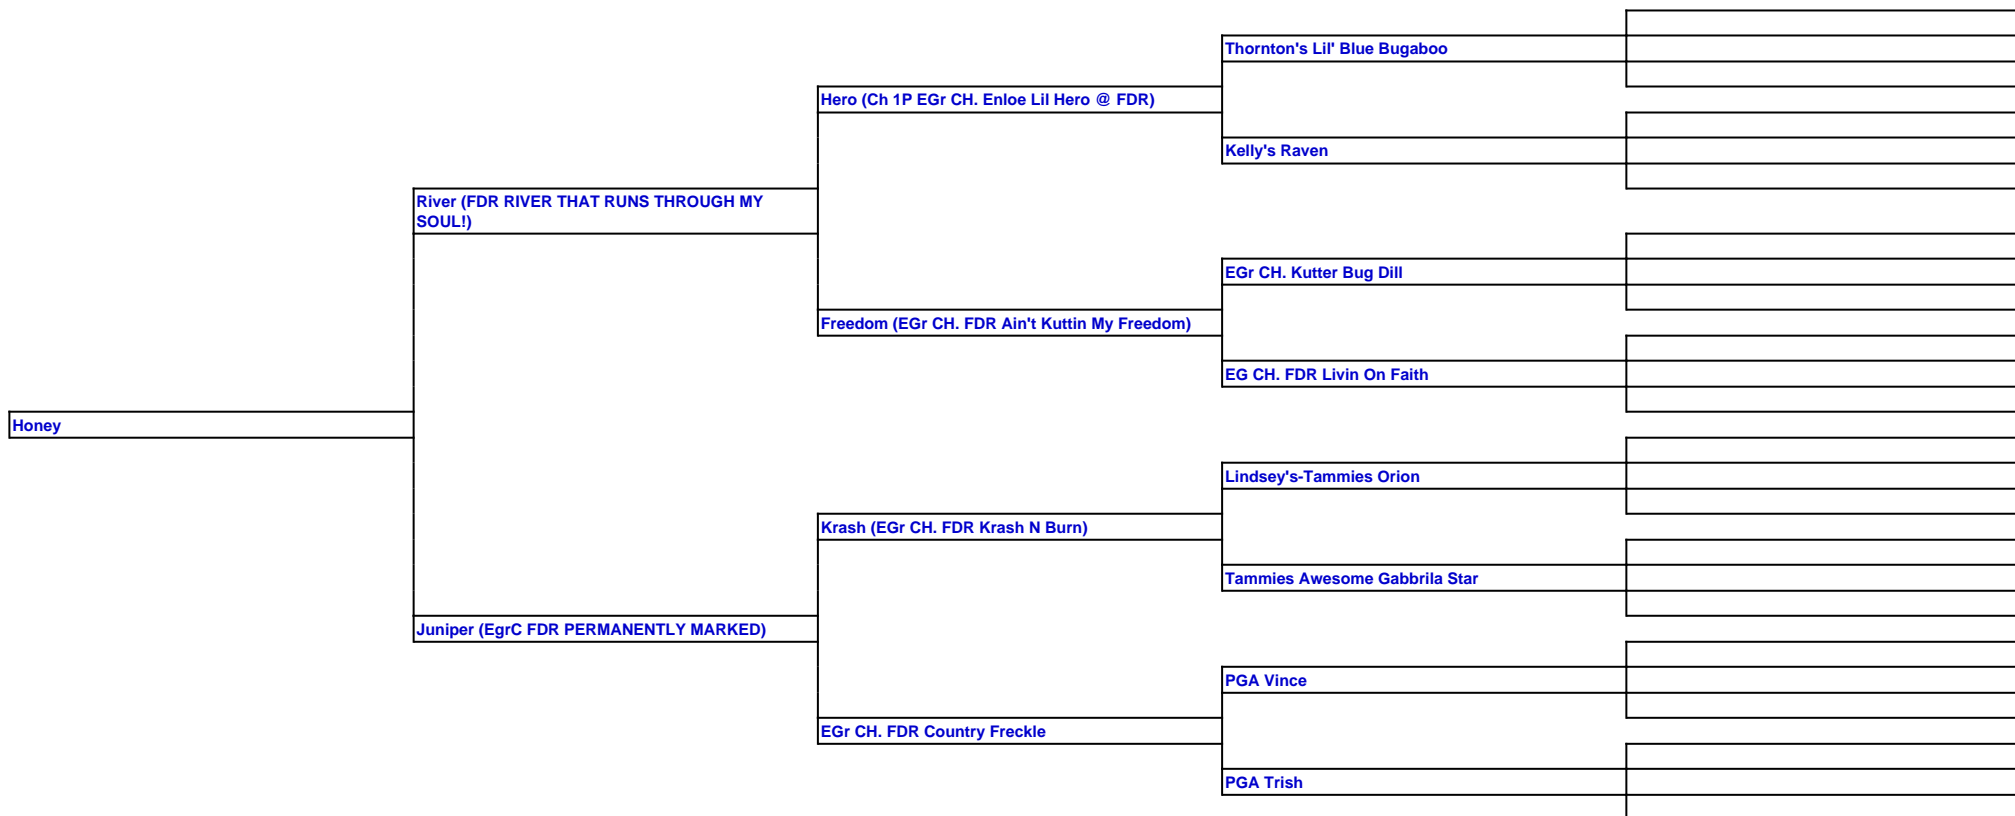 Thornton's Lil' Blue Bugaboo
Hero (Ch 1P EGr CH. Enloe Lil Hero @ FDR)
Kelly's Raven
River (FDR RIVER THAT RUNS THROUGH MY
SOUL!)
EGr CH. Kutter Bug Dill
Freedom (EGr CH. FDR Ain't Kuttin My Freedom)
EG CH. FDR Livin On Faith
Honey
Lindsey's-Tammies Orion
Krash (EGr CH. FDR Krash N Burn)
Tammies Awesome Gabbrila Star
Juniper (EgrC FDR PERMANENTLY MARKED)
PGA Vince
EGr CH. FDR Country Freckle
PGA Trish